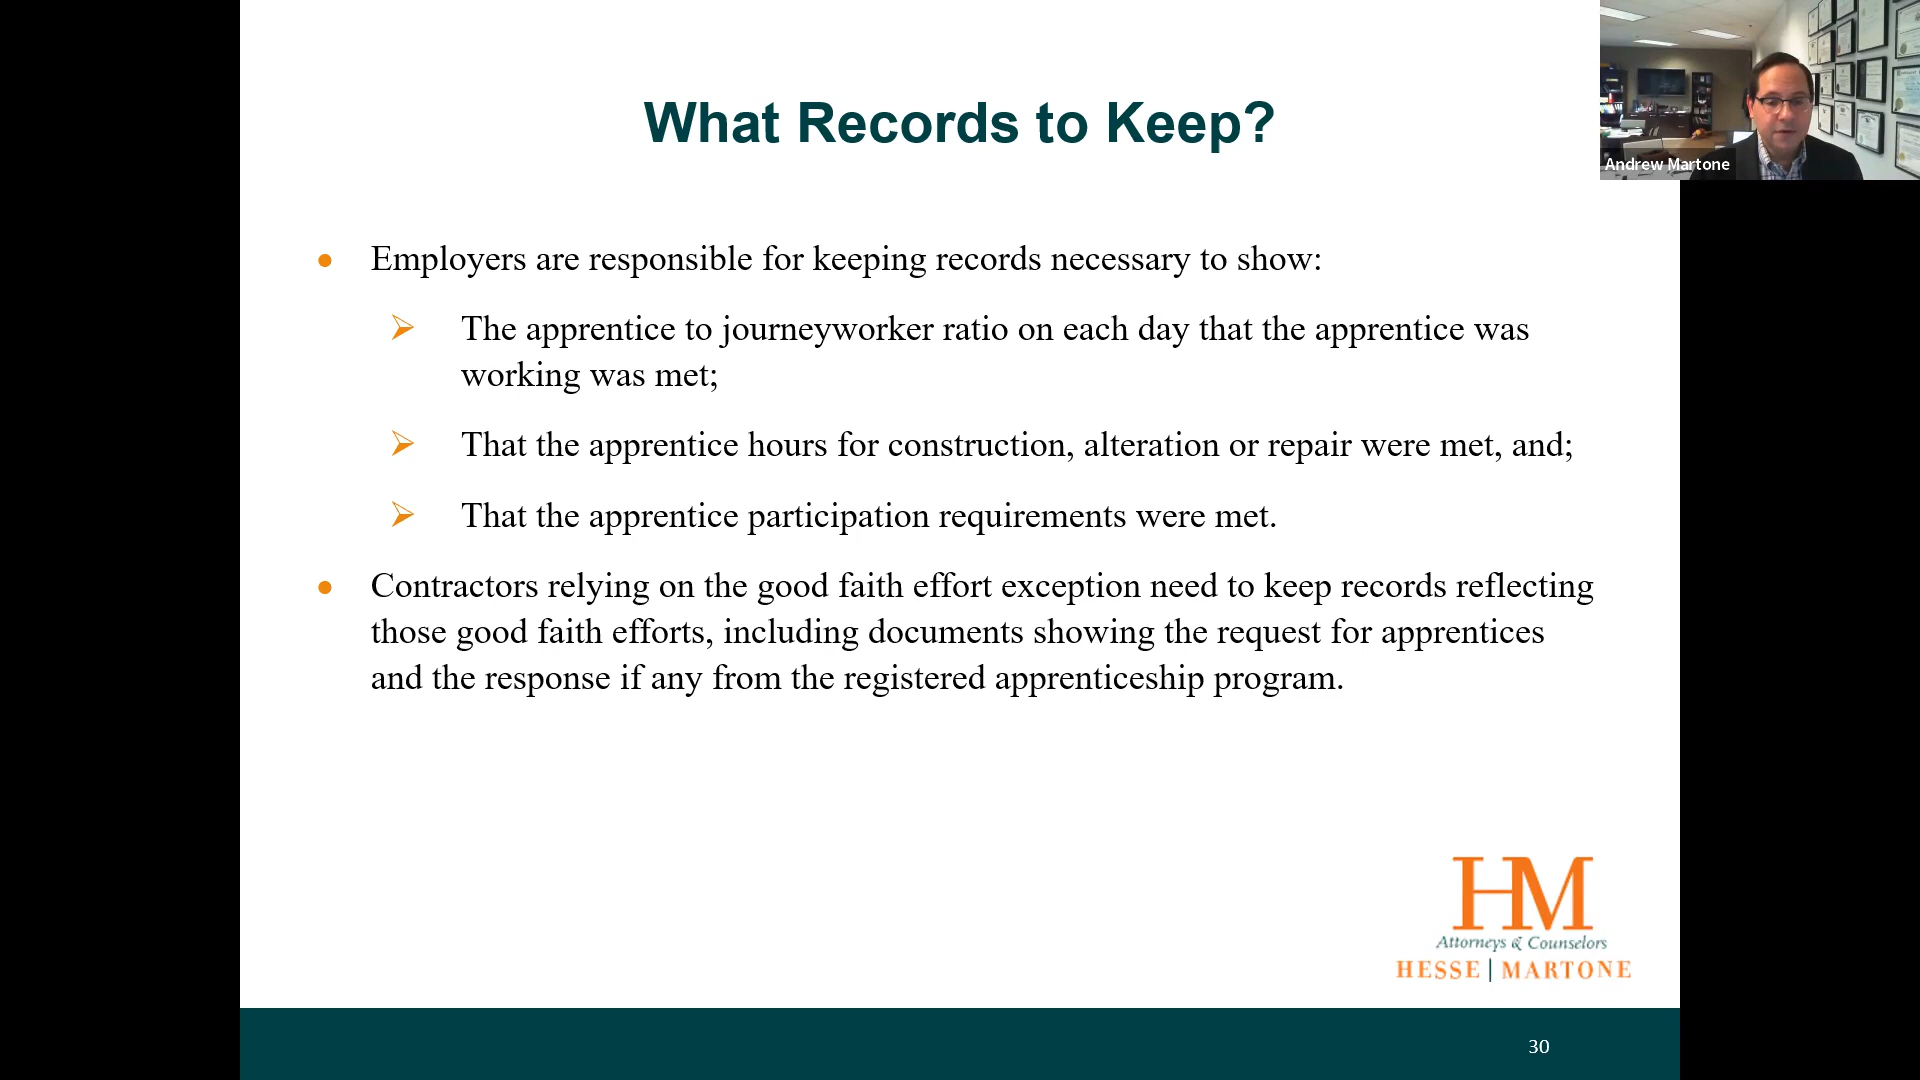 What Records to Keep?
Andrew Martone
Employers are responsible for keeping records necessary to show:
The apprentice to journeyworker ratio on each day that the apprentice was
working was met;
That the apprentice hours for construction, alteration or repair were met, and;
That the apprentice participation requirements were met.
Contractors relying on the good faith effort exception need to keep records reflecting
those good faith efforts, including documents showing the request for apprentices
and the response if any from the registered apprenticeship program.
HM
Attorneys & Counselors
HESSE | MARTONE
30